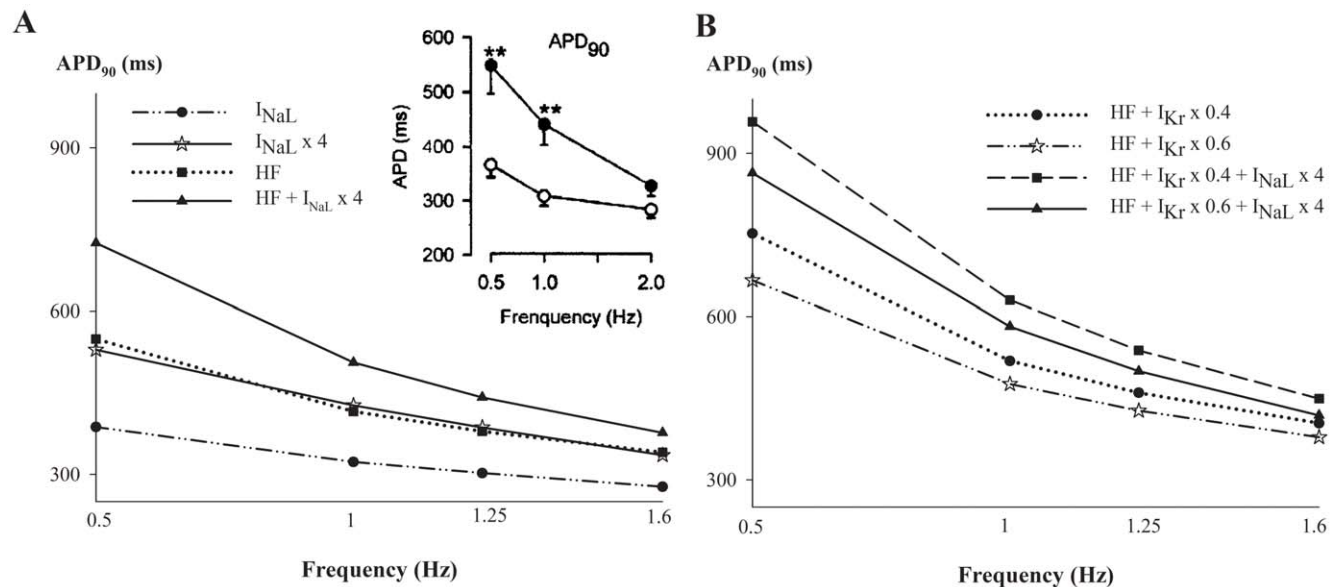 A
APD90 (ms)
900
600
300
0.5
1
1.25
1.6
Frequency (Hz)
INaL
INaL x 4
HF
HF + INaL x 4
APD90
600
500
400
300
200
APD (ms)
**
**
0.5
1.0
2.0
Frenquency (Hz)
B
APD90 (ms)
900
600
300
0.5
1
1.25
1.6
Frequency (Hz)
HF + IKr x 0.4
HF + IKr x 0.6
HF + IKr x 0.4 + INaL x 4
HF + IKr x 0.6 + INaL x 4